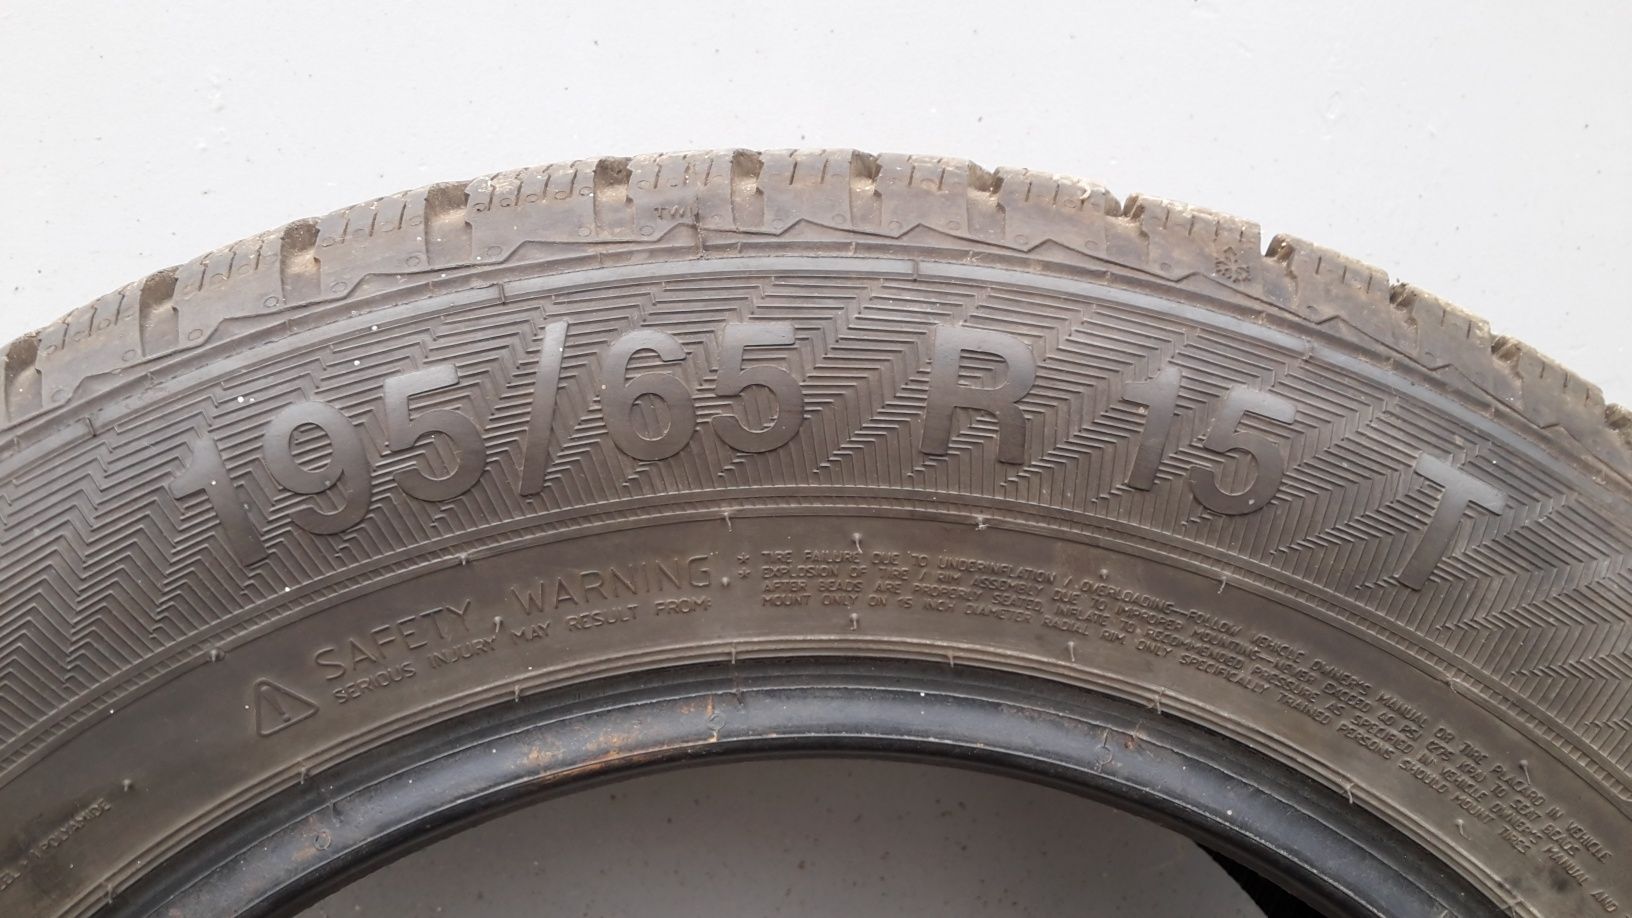 TWI
195/65 R 15 T
SAFETY WARNING
SERIOUS INJURY MAY RESULT FROM:
* TIRE FAILURE DUE TO UNDERINFLATION / OVERLOADING—FOLLOW VEHICLE OWNER'S MANUAL OR TIRE PLACARD IN VEHICLE
* EXPLOSION OF TIRE / RIM ASSEMBLY DUE TO IMPROPER MOUNTING—NEVER EXCEED 40 PSI (275 KPA) TO SEAT BEADS
AFTER BEADS ARE PROPERLY SEATED, INFLATE TO RECOMMENDED PRESSURE AS SPECIFIED IN VEHICLE OWNER'S MANUAL AND
MOUNT ONLY ON 15 INCH DIAMETER RADIAL RIM. ONLY SPECIFICALLY TRAINED PERSONS SHOULD MOUNT TIRES
1 POLYAMIDE